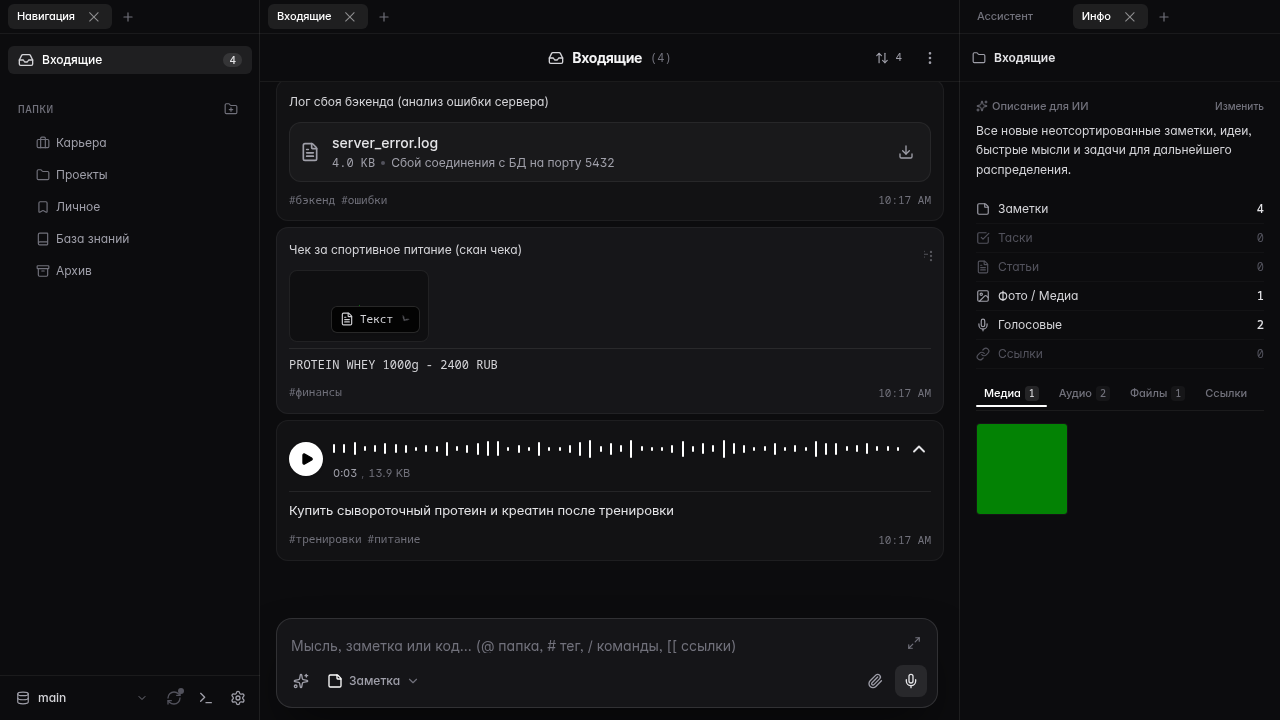 Навигация
Входящие
4
ПАПКИ
Карьера
Проекты
Личное
База знаний
Архив
main
Входящие
Входящие (4)
4
Лог сбоя бэкенда (анализ ошибки сервера)
server_error.log
4.0 KB • Сбой соединения с БД на порту 5432
#бэкенд #ошибки
10:17 AM
Чек за спортивное питание (скан чека)
Текст
PROTEIN WHEY 1000g - 2400 RUB
#финансы
10:17 AM
0:03 , 13.9 KB
Купить сывороточный протеин и креатин после тренировки
#тренировки #питание
10:17 AM
Мысль, заметка или код... (@ папка, # тег, / команды, [[ ссылки)
Заметка
Ассистент
Инфо
Входящие
Описание для ИИ
Изменить
Все новые неотсортированные заметки, идеи,
быстрые мысли и задачи для дальнейшего
распределения.
Заметки 4
Таски 0
Статьи 0
Фото / Медиа 1
Голосовые 2
Ссылки 0
Медиа 1 Аудио 2 Файлы 1 Ссылки